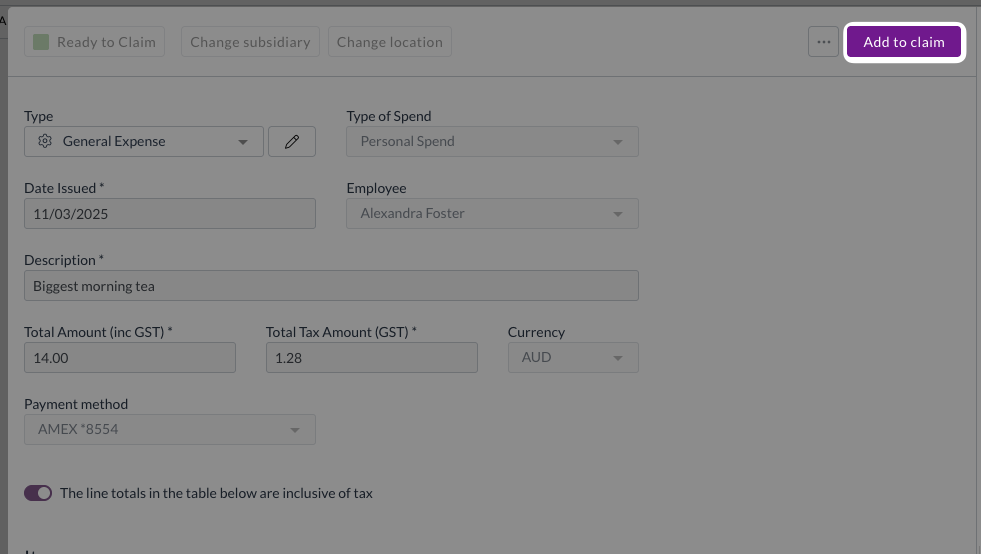 A
Ready to Claim Change subsidiary Change location ... Add to claim
Type Type of Spend
General Expense Personal Spend
Date Issued * Employee
11/03/2025 Alexandra Foster
Description *
Biggest morning tea
Total Amount (inc GST) * Total Tax Amount (GST) * Currency
14.00 1.28 AUD
Payment method
AMEX *8554
The line totals in the table below are inclusive of tax